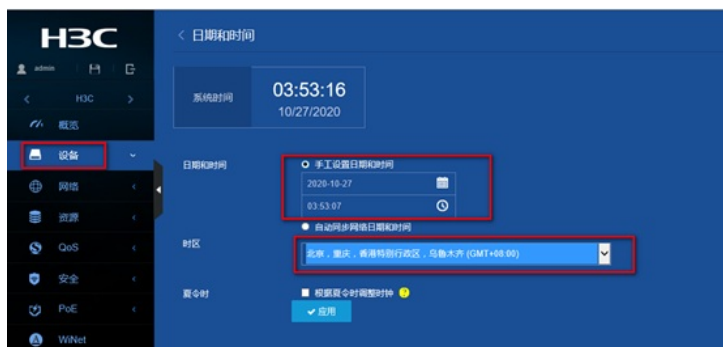 H3C
admin
H3C
概览
设备
网络
资源
QoS
安全
PoE
WiNet
日期和时间
系统时间
03:53:16
10/27/2020
日期和时间
手工设置日期和时间
2020-10-27
03:53:07
自动同步网络日期和时间
时区
北京，重庆，香港特别行政区，乌鲁木齐 (GMT+08:00)
夏令时
根据夏令时调整时钟
应用